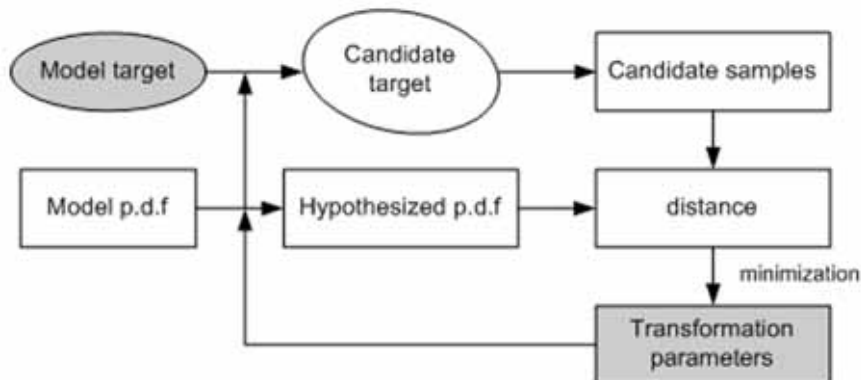 Model target
Candidate
target
Candidate samples
Model p.d.f
Hypothesized p.d.f
distance
minimization
Transformation
parameters